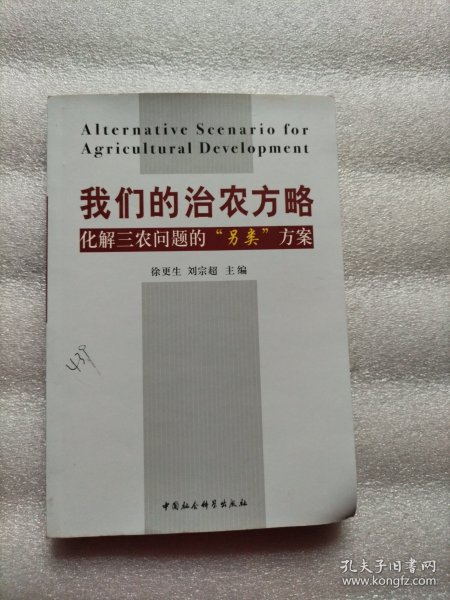 Alternative Scenario for
Agricultural Development
我们的治农方略
化解三农问题的“另类”方案
徐更生 刘宗超 主编
439
中国社会科学出版社
孔夫子旧书网
www.kongfz.com